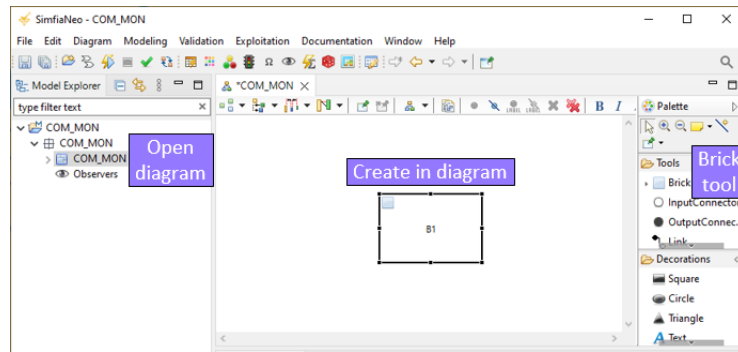 SimfiaNeo - COM_MON
File Edit Diagram Modeling Validation Exploitation Documentation Window Help
Model Explorer
*COM_MON
type filter text
B I
Palette
COM_MON
COM_MON
COM_MON
Observers
Open
diagram
Create in diagram
B1
Tools
Brick
Brick
tool
InputConnector
OutputConnec.
Link
Decorations
Square
Circle
Triangle
Text